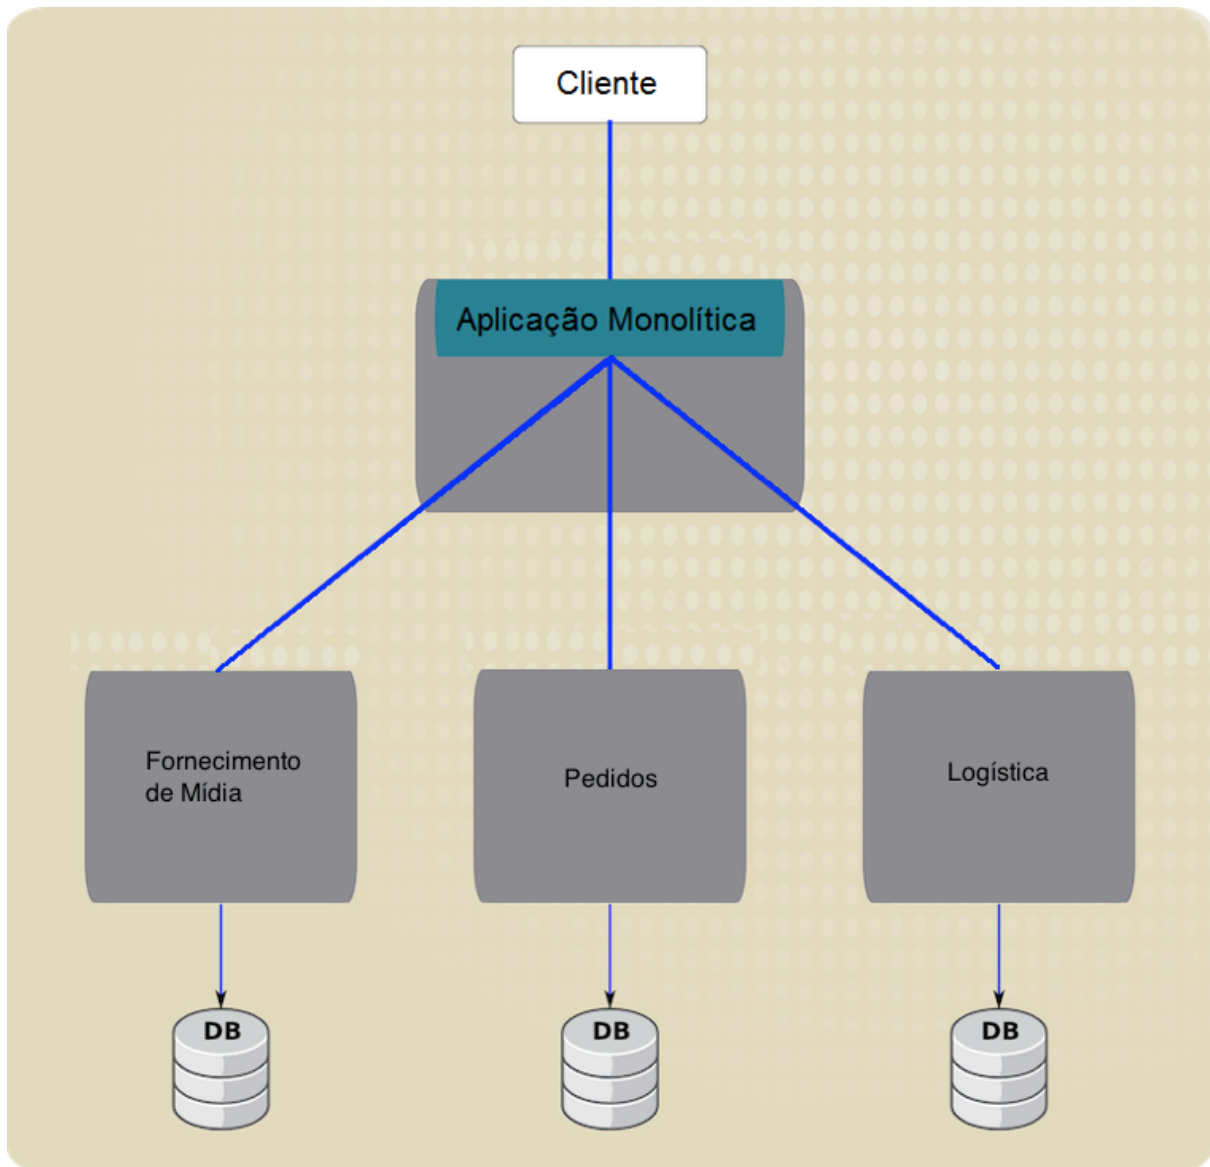 Cliente
Aplicação Monolítica
Fornecimento
de Mídia
Pedidos
Logística
DB
DB
DB